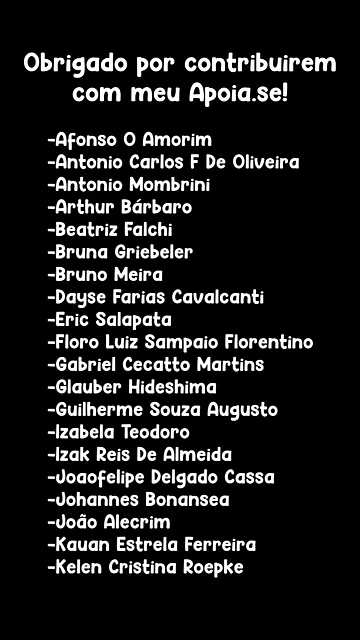 Obrigado por contribuirem
com meu Apoia.se!
-Afonso O Amorim
-Antonio Carlos F De Oliveira
-Antonio Mombrini
-Arthur Bárbaro
-Beatriz Falchi
-Bruna Griebeler
-Bruno Meira
-Dayse Farias Cavalcanti
-Eric Salapata
-Floro Luiz Sampaio Florentino
-Gabriel Cecatto Martins
-Glauber Hideshima
-Guilherme Souza Augusto
-Izabela Teodoro
-Izak Reis De Almeida
-Joaofelipe Delgado Cassa
-Johannes Bonansea
-João Alecrim
-Kauan Estrela Ferreira
-Kelen Cristina Roepke